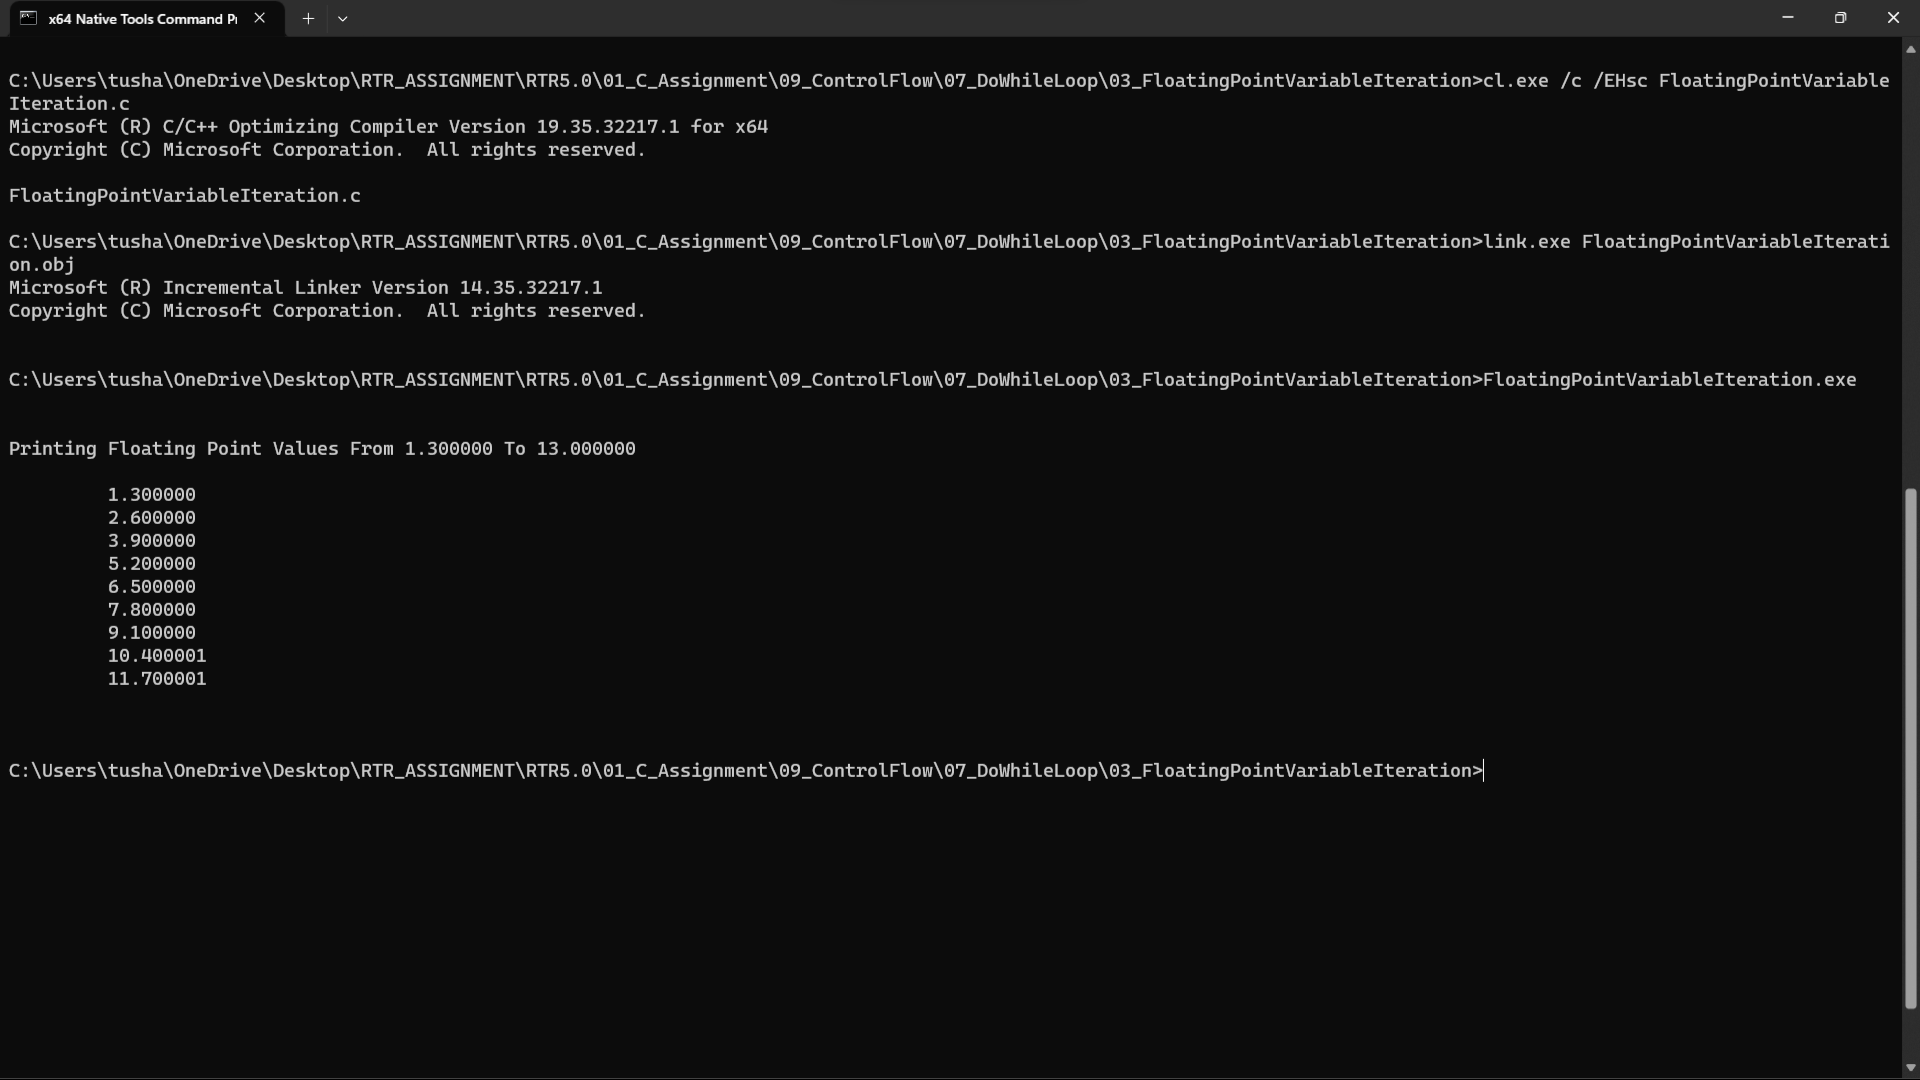 x64 Native Tools Command Pr
C:\Users\tusha\OneDrive\Desktop\RTR_ASSIGNMENT\RTR5.0\01_C_Assignment\09_ControlFlow\07_DoWhileLoop\03_FloatingPointVariableIteration>cl.exe /c /EHsc FloatingPointVariable
Iteration.c
Microsoft (R) C/C++ Optimizing Compiler Version 19.35.32217.1 for x64
Copyright (C) Microsoft Corporation.  All rights reserved.
FloatingPointVariableIteration.c
C:\Users\tusha\OneDrive\Desktop\RTR_ASSIGNMENT\RTR5.0\01_C_Assignment\09_ControlFlow\07_DoWhileLoop\03_FloatingPointVariableIteration>link.exe FloatingPointVariableIterati
on.obj
Microsoft (R) Incremental Linker Version 14.35.32217.1
Copyright (C) Microsoft Corporation.  All rights reserved.
C:\Users\tusha\OneDrive\Desktop\RTR_ASSIGNMENT\RTR5.0\01_C_Assignment\09_ControlFlow\07_DoWhileLoop\03_FloatingPointVariableIteration>FloatingPointVariableIteration.exe
Printing Floating Point Values From 1.300000 To 13.000000
1.300000
2.600000
3.900000
5.200000
6.500000
7.800000
9.100000
10.400001
11.700001
C:\Users\tusha\OneDrive\Desktop\RTR_ASSIGNMENT\RTR5.0\01_C_Assignment\09_ControlFlow\07_DoWhileLoop\03_FloatingPointVariableIteration>